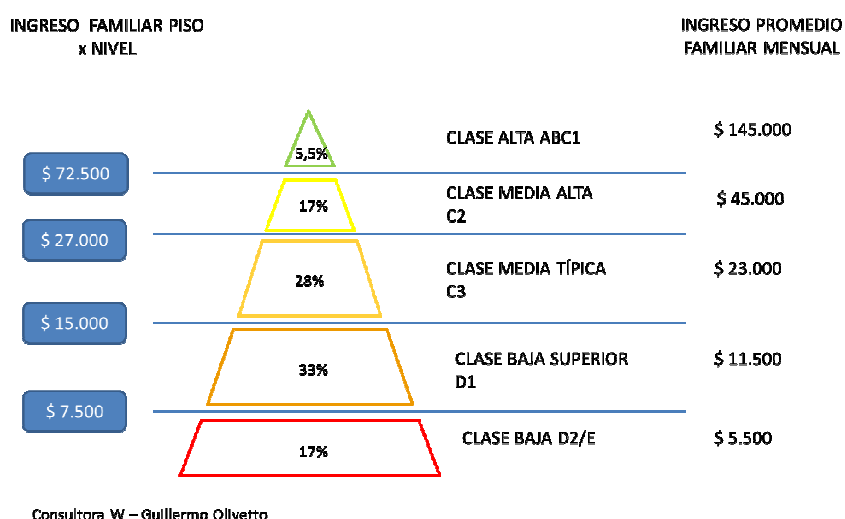 INGRESO FAMILIAR PISO
x NIVEL
INGRESO PROMEDIO
FAMILIAR MENSUAL
5,5%
CLASE ALTA ABC1
$ 145.000
$ 72.500
17%
CLASE MEDIA ALTA
C2
$ 45.000
$ 27.000
28%
CLASE MEDIA TÍPICA
C3
$ 23.000
$ 15.000
33%
CLASE BAJA SUPERIOR
D1
$ 11.500
$ 7.500
17%
CLASE BAJA D2/E
$ 5.500
Consultora W – Guillermo Olivetto